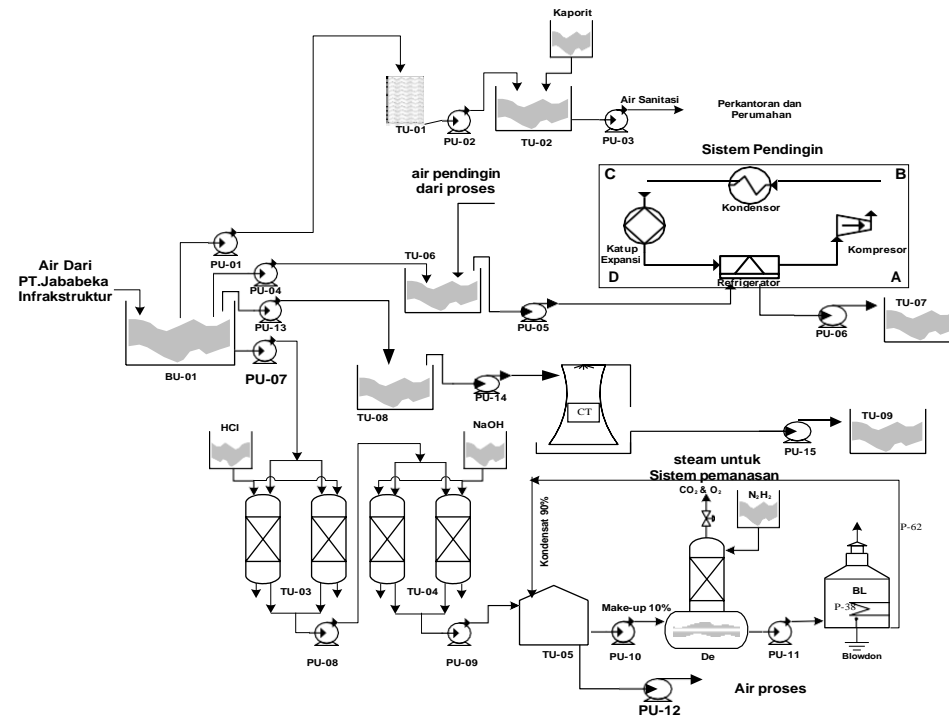 Kaporit
TU-01
PU-02
TU-02
Air Sanitasi
PU-03
Perkantoran dan
Perumahan
Sistem Pendingin
air pendingin
dari proses
C
B
Kondensor
Katup
Expansi
Kompresor
D
Refrigerator
A
PU-01
TU-06
PU-04
Air Dari
PT.Jababeka
Infrakstruktur
PU-13
BU-01
PU-07
PU-05
PU-06
TU-07
TU-08
PU-14
CT
PU-15
TU-09
HCl
NaOH
steam untuk
Sistem pemanasan
CO2 & O2
N2H2
Kondensat 90%
P-62
TU-03
TU-04
PU-08
PU-09
TU-05
Make-up 10%
PU-10
De
PU-11
BL
P-38
Blowdon
PU-12
Air proses